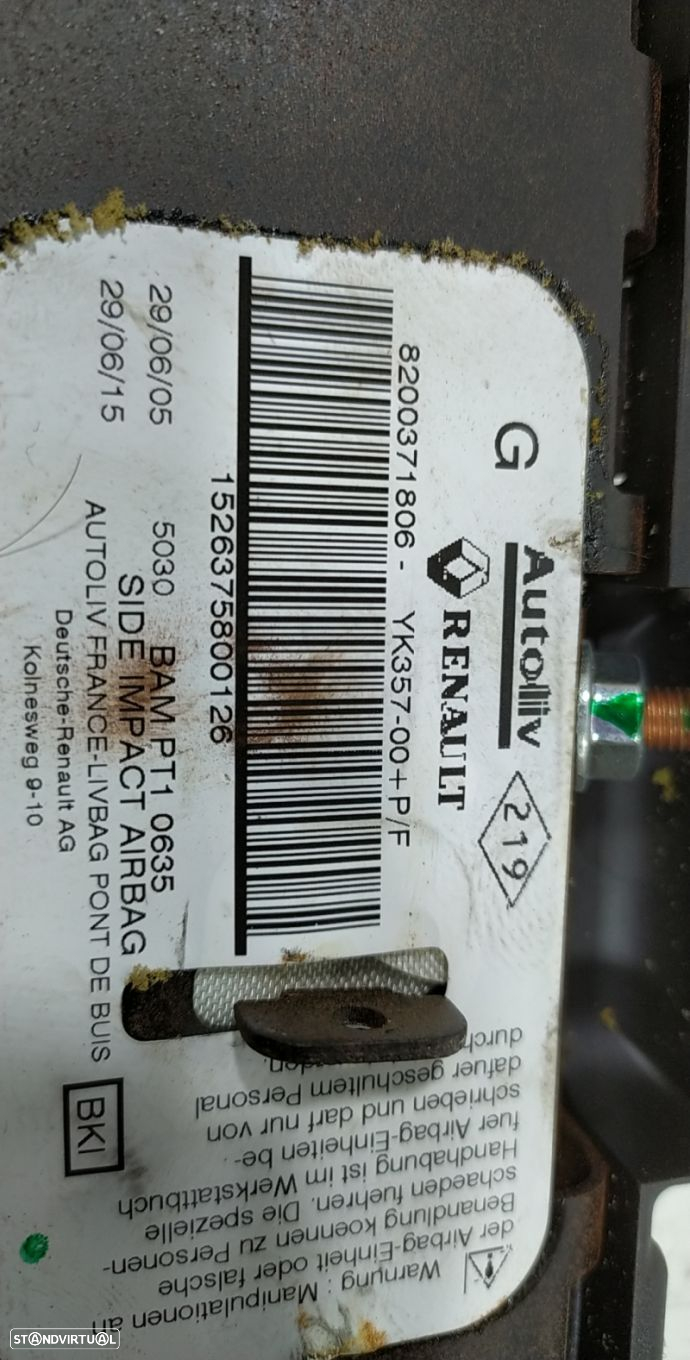 G Autoliv 219
RENAULT
8200371806 - YK357-00+P/F
1526375800126
29/06/05 5030 BAM PT1 0635
SIDE IMPACT AIRBAG
29/06/15
AUTOLIV FRANCE-LIVBAG PONT DE BUIS
Deutsche-Renault AG
Kolnesweg 9-10
BKI
Warnung : Manipulationen an
der Airbag-Einheit oder falsche
Behandlung koennen zu Personen-
schaeden fuehren. Die spezielle
Handhabung ist im Werkstattbuch
fuer Airbag-Einheiten be-
schrieben und darf nur von
dafuer geschultem Personal
durch
STANDVIRTUAL